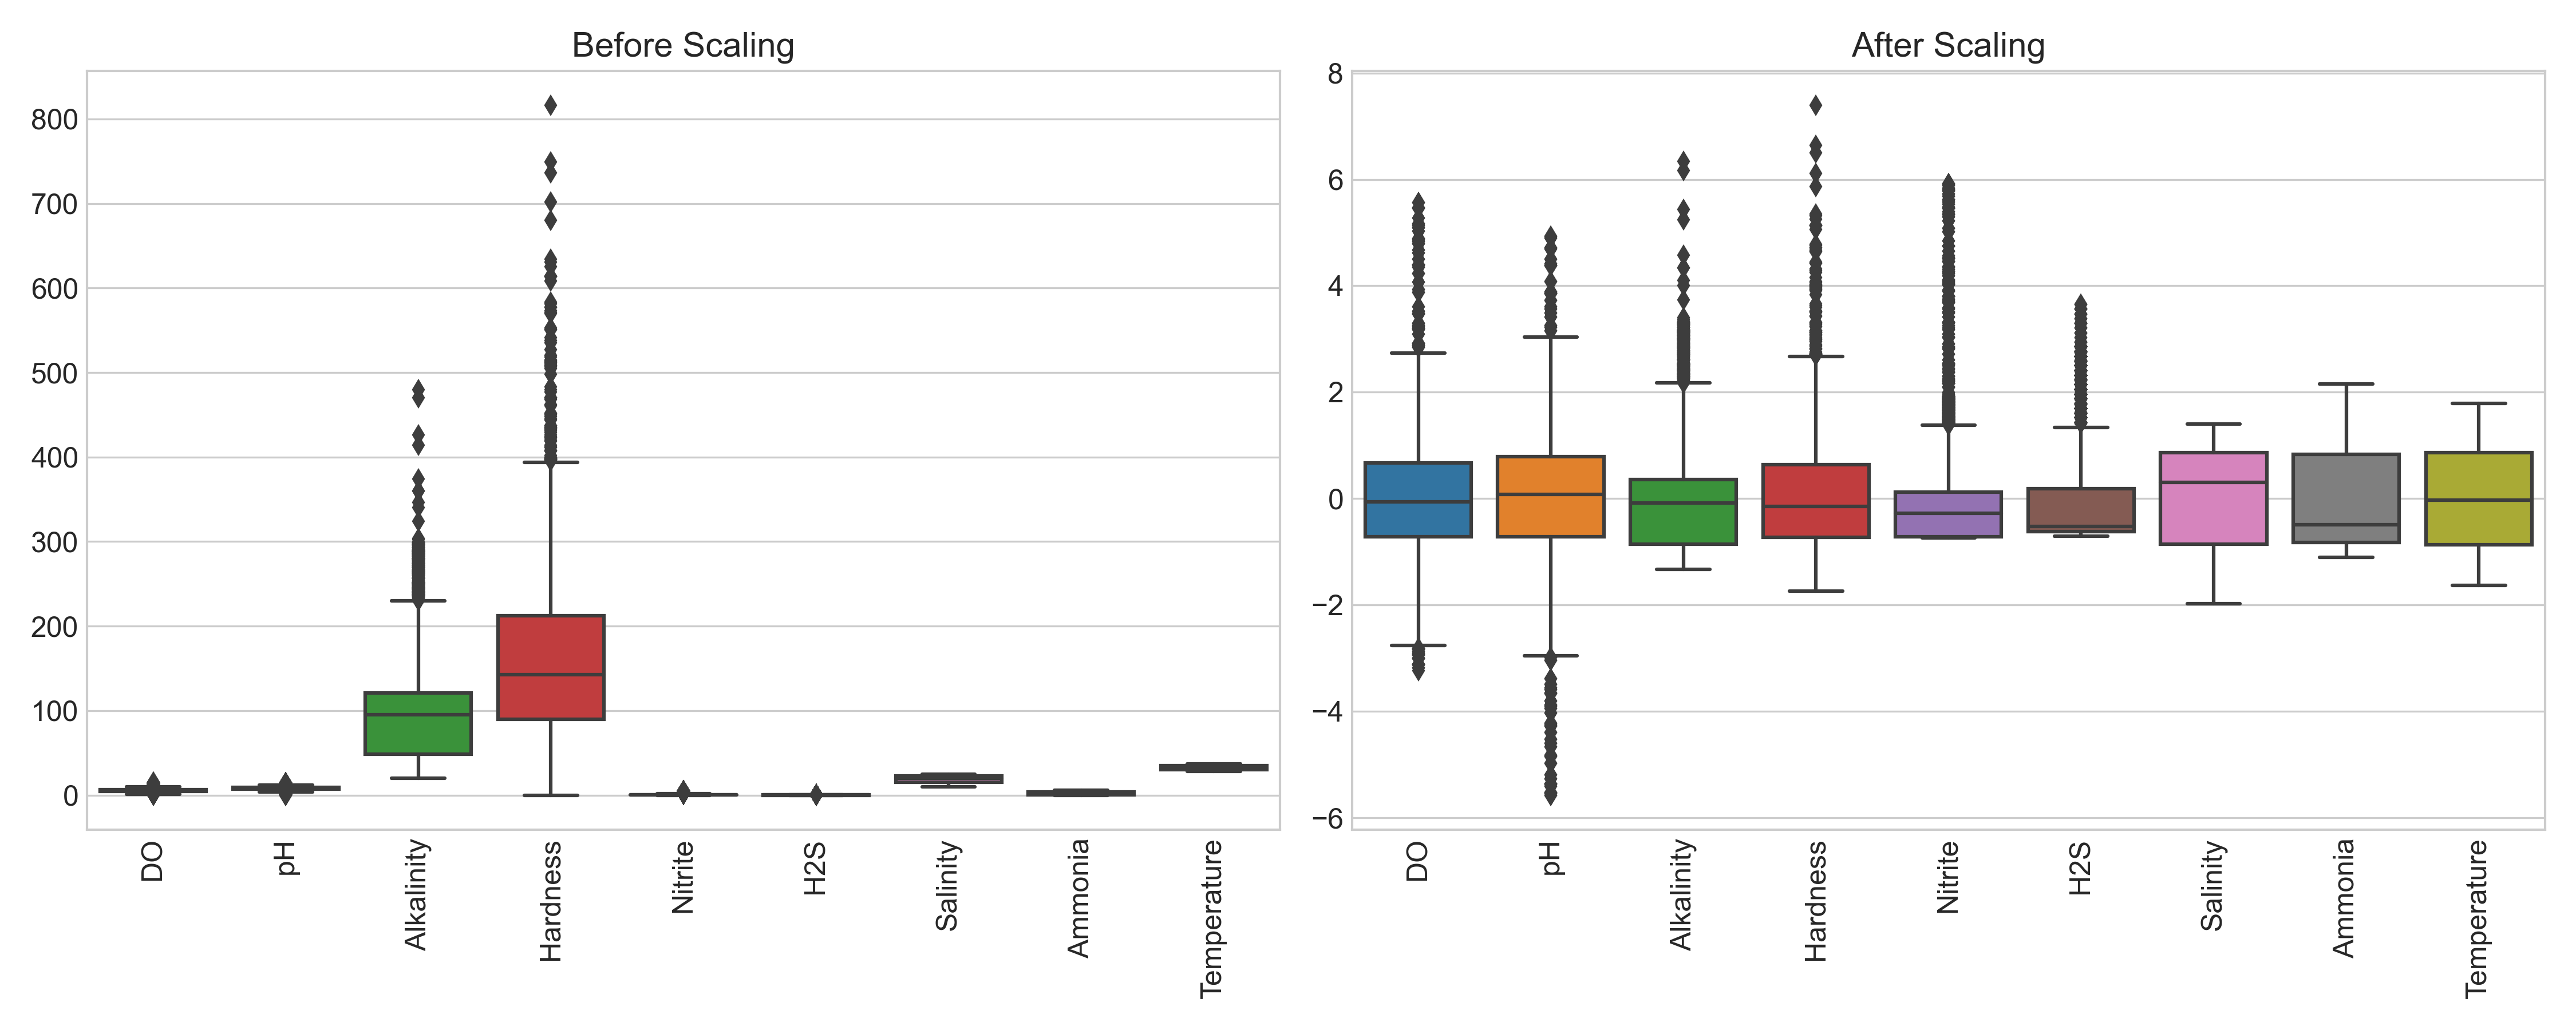 Before Scaling
800
700
600
500
400
300
200
100
0
DO
pH
Alkalinity
Hardness
Nitrite
H2S
Salinity
Ammonia
Temperature
After Scaling
8
6
4
2
0
−2
−4
−6
DO
pH
Alkalinity
Hardness
Nitrite
H2S
Salinity
Ammonia
Temperature